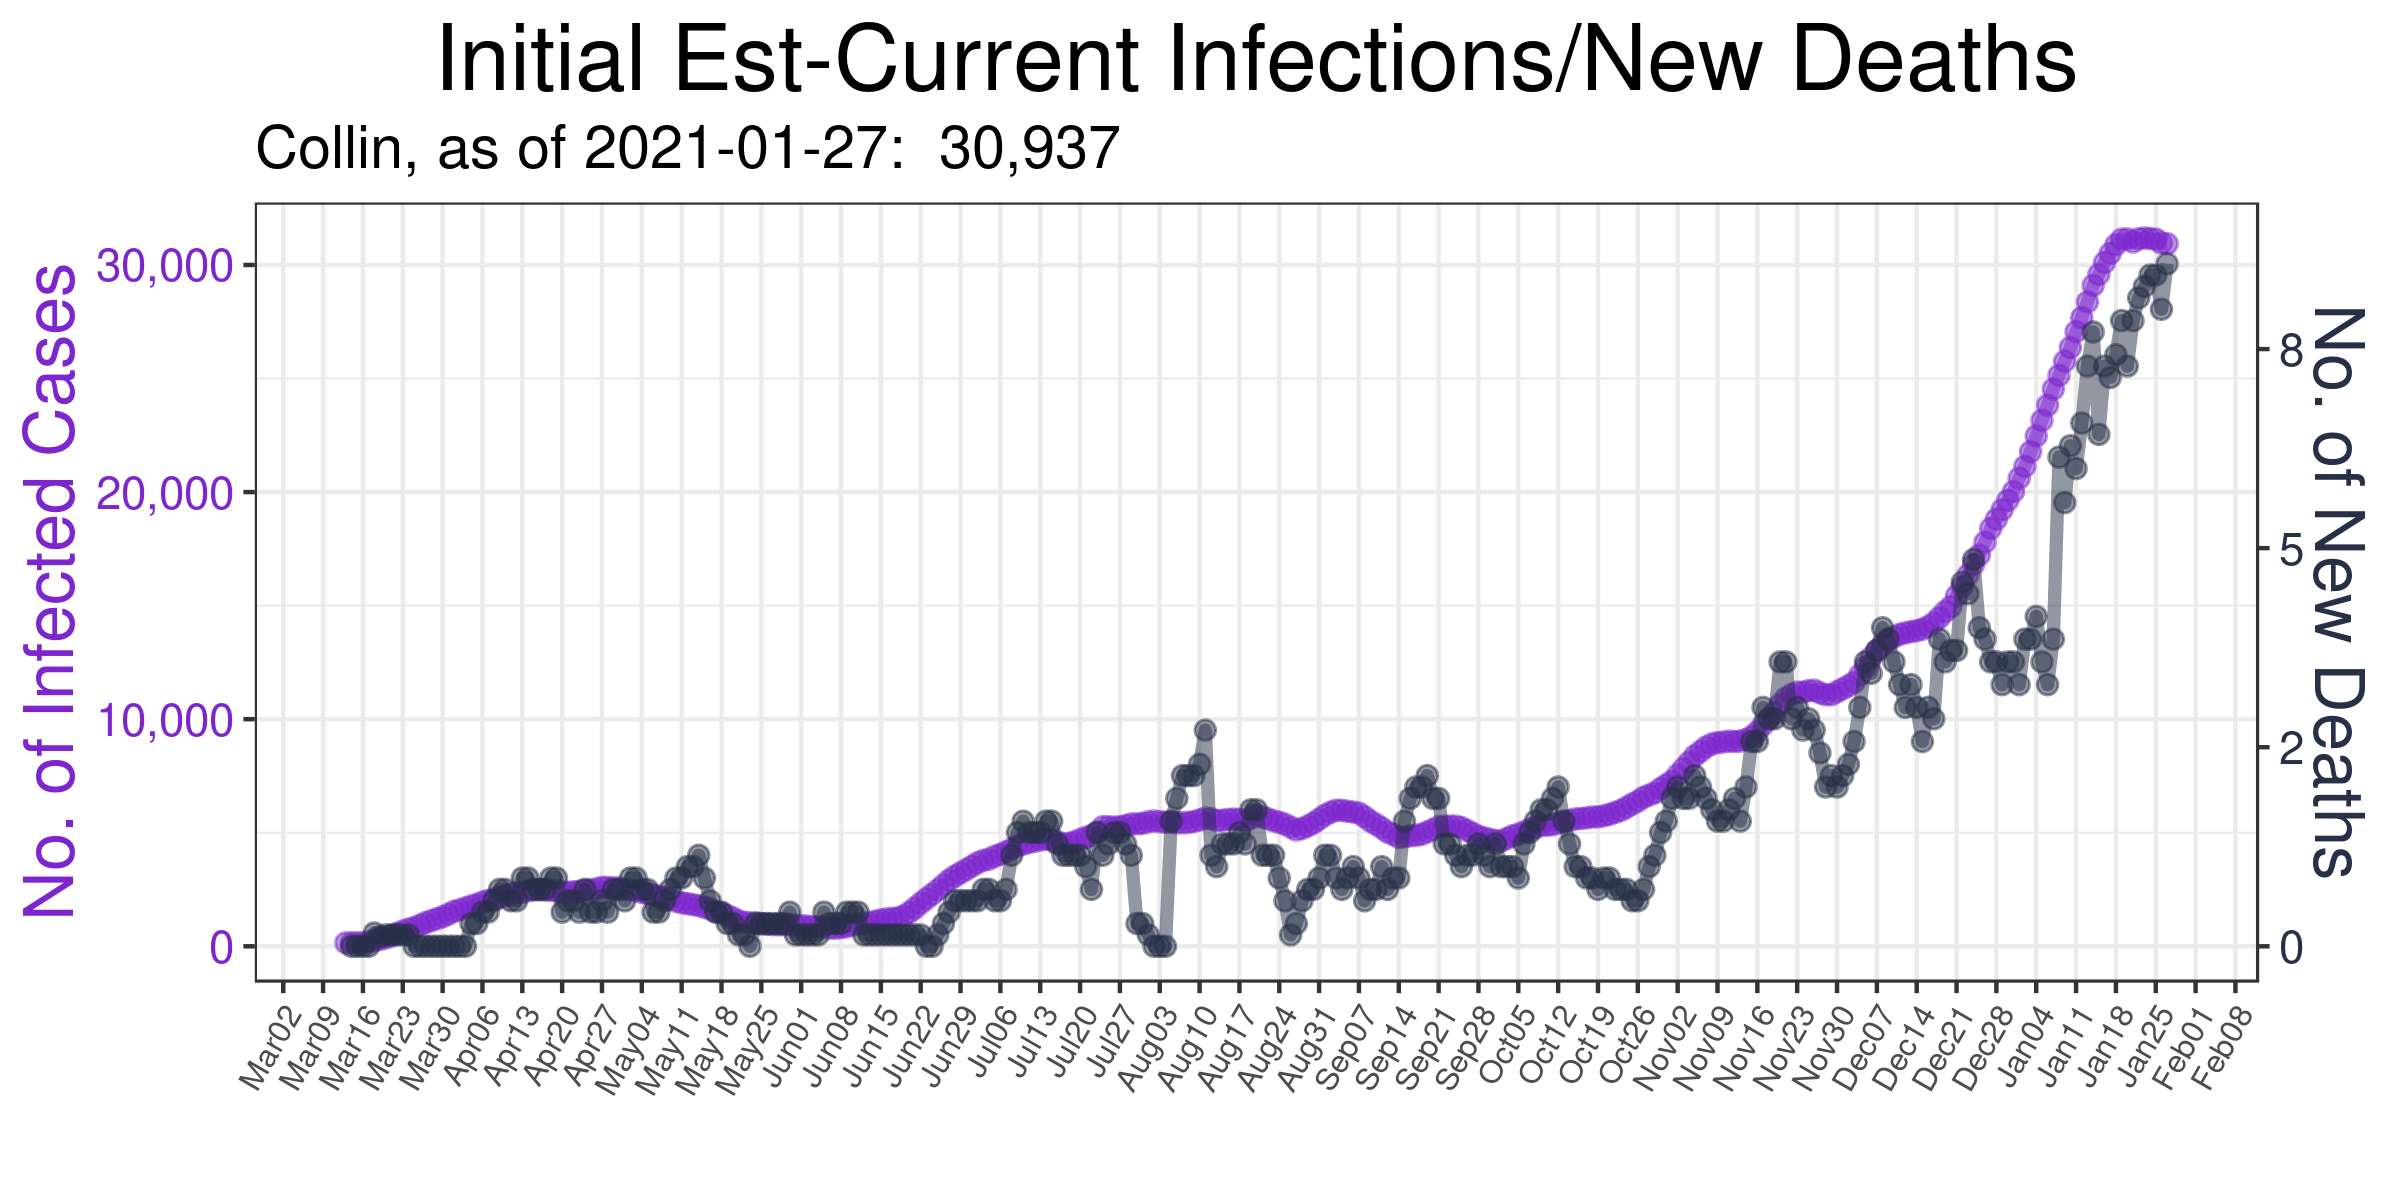 Initial Est-Current Infections/New Deaths
Collin, as of 2021-01-27:  30,937
No. of Infected Cases
30,000
20,000
10,000
0
8
5
2
0
No. of New Deaths
Mar02
Mar09
Mar16
Mar23
Mar30
Apr06
Apr13
Apr20
Apr27
May04
May11
May18
May25
Jun01
Jun08
Jun15
Jun22
Jun29
Jul06
Jul13
Jul20
Jul27
Aug03
Aug10
Aug17
Aug24
Aug31
Sep07
Sep14
Sep21
Sep28
Oct05
Oct12
Oct19
Oct26
Nov02
Nov09
Nov16
Nov23
Nov30
Dec07
Dec14
Dec21
Dec28
Jan04
Jan11
Jan18
Jan25
Feb01
Feb08